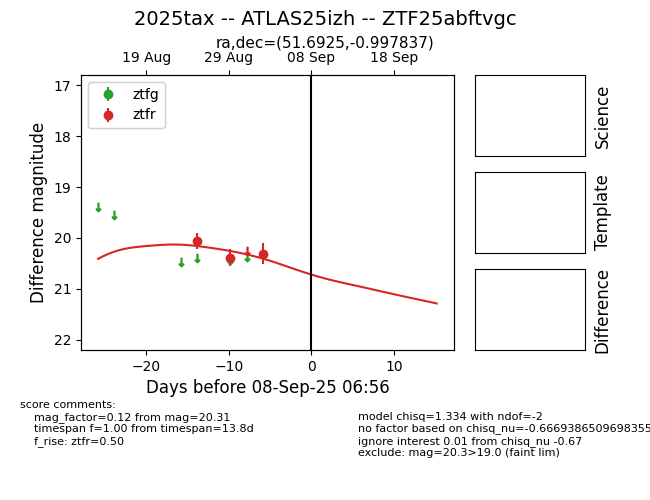 2025tax -- ATLAS25izh -- ZTF25abftvgc
ra,dec=(51.6925,-0.997837)
19 Aug 29 Aug 08 Sep 18 Sep
ztfg
ztfr
17
18
19
20
21
22
Difference magnitude
−20 −10 0 10
Days before 08-Sep-25 06:56
Science
Template
Difference
score comments:
mag_factor=0.12 from mag=20.31
timespan f=1.00 from timespan=13.8d
f_rise: ztfr=0.50
model chisq=1.334 with ndof=-2
no factor based on chisq_nu=-0.6669386509698355
ignore interest 0.01 from chisq_nu -0.67
exclude: mag=20.3>19.0 (faint lim)